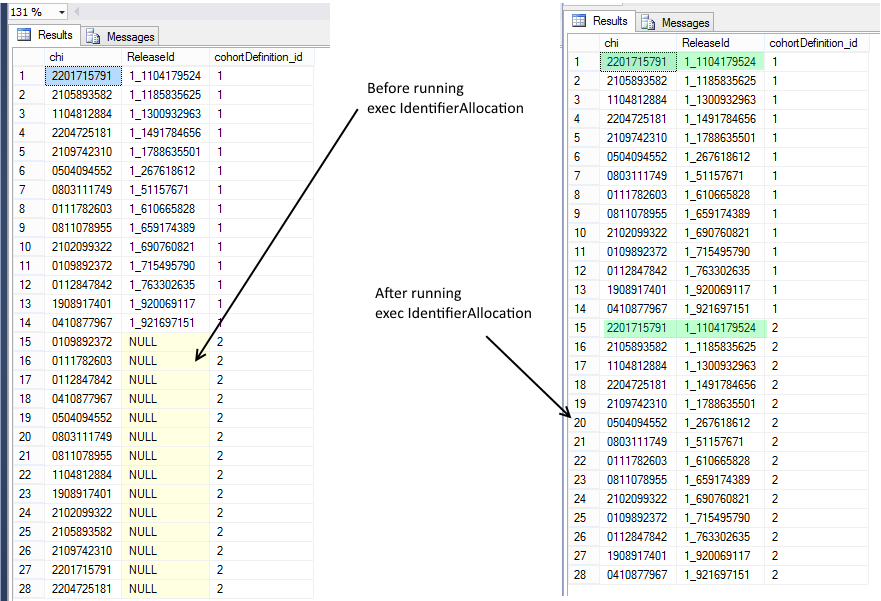 131 %
Results Messages
chi ReleaseId cohortDefinition_id
1 2201715791 1_1104179524 1
2 2105893582 1_1185835625 1
3 1104812884 1_1300932963 1
4 2204725181 1_1491784656 1
5 2109742310 1_1788635501 1
6 0504094552 1_267618612 1
7 0803111749 1_51157671 1
8 0111782603 1_610665828 1
9 0811078955 1_659174389 1
10 2102099322 1_690760821 1
11 0109892372 1_715495790 1
12 0112847842 1_763302635 1
13 1908917401 1_920069117 1
14 0410877967 1_921697151 1
15 0109892372 NULL 2
16 0111782603 NULL 2
17 0112847842 NULL 2
18 0410877967 NULL 2
19 0504094552 NULL 2
20 0803111749 NULL 2
21 0811078955 NULL 2
22 1104812884 NULL 2
23 1908917401 NULL 2
24 2102099322 NULL 2
25 2105893582 NULL 2
26 2109742310 NULL 2
27 2201715791 NULL 2
28 2204725181 NULL 2
Before running
exec IdentifierAllocation
After running
exec IdentifierAllocation
Results Messages
chi ReleaseId cohortDefinition_id
1 2201715791 1_1104179524 1
2 2105893582 1_1185835625 1
3 1104812884 1_1300932963 1
4 2204725181 1_1491784656 1
5 2109742310 1_1788635501 1
6 0504094552 1_267618612 1
7 0803111749 1_51157671 1
8 0111782603 1_610665828 1
9 0811078955 1_659174389 1
10 2102099322 1_690760821 1
11 0109892372 1_715495790 1
12 0112847842 1_763302635 1
13 1908917401 1_920069117 1
14 0410877967 1_921697151 1
15 2201715791 1_1104179524 2
16 2105893582 1_1185835625 2
17 1104812884 1_1300932963 2
18 2204725181 1_1491784656 2
19 2109742310 1_1788635501 2
20 0504094552 1_267618612 2
21 0803111749 1_51157671 2
22 0111782603 1_610665828 2
23 0811078955 1_659174389 2
24 2102099322 1_690760821 2
25 0109892372 1_715495790 2
26 0112847842 1_763302635 2
27 1908917401 1_920069117 2
28 0410877967 1_921697151 2